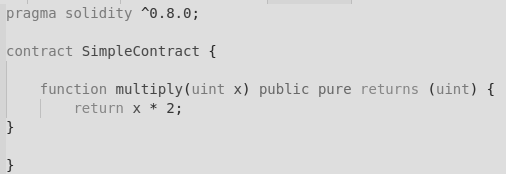 pragma solidity ^0.8.0;
contract SimpleContract {
function multiply(uint x) public pure returns (uint) {
return x * 2;
}
}